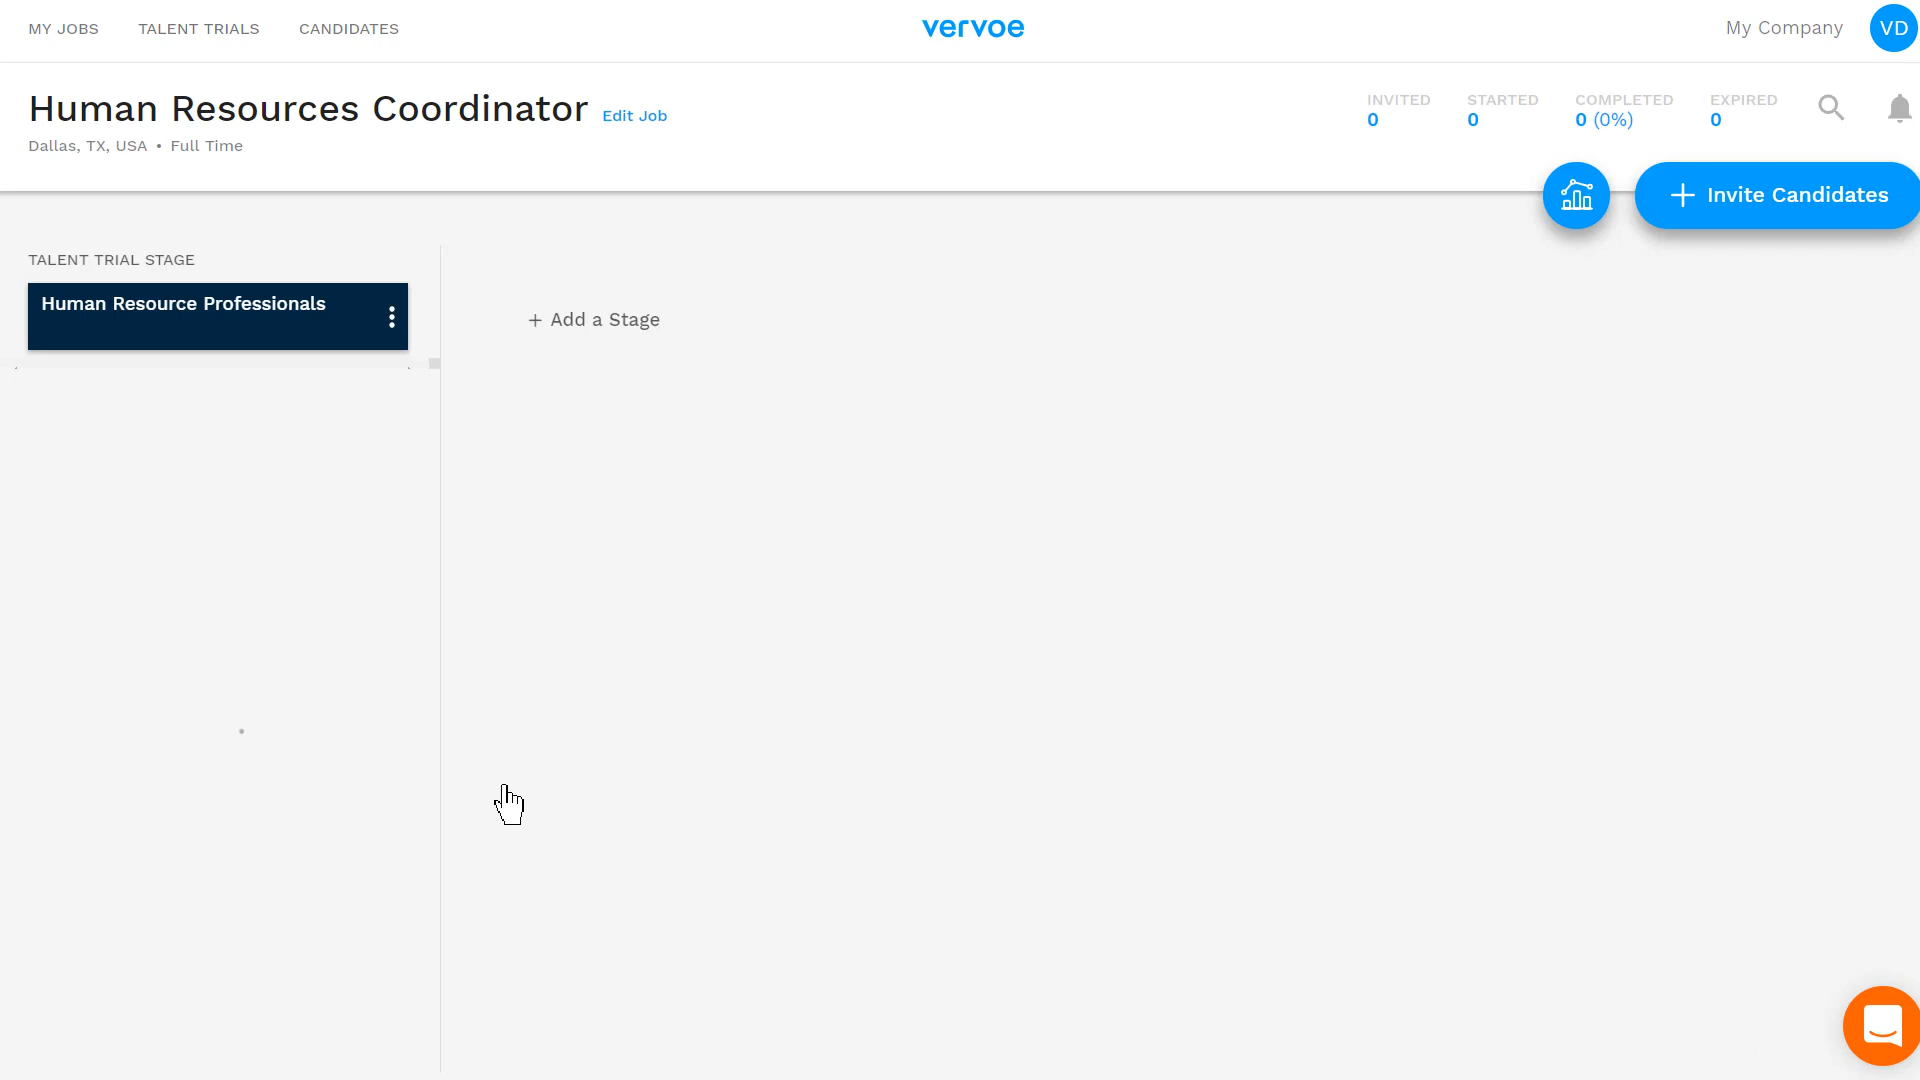 MY JOBS TALENT TRIALS CANDIDATES vervoe My Company VD
Human Resources Coordinator Edit Job
Dallas, TX, USA • Full Time
INVITED STARTED COMPLETED EXPIRED
0 0 0 (0%) 0
Invite Candidates
TALENT TRIAL STAGE
Human Resource Professionals
+ Add a Stage